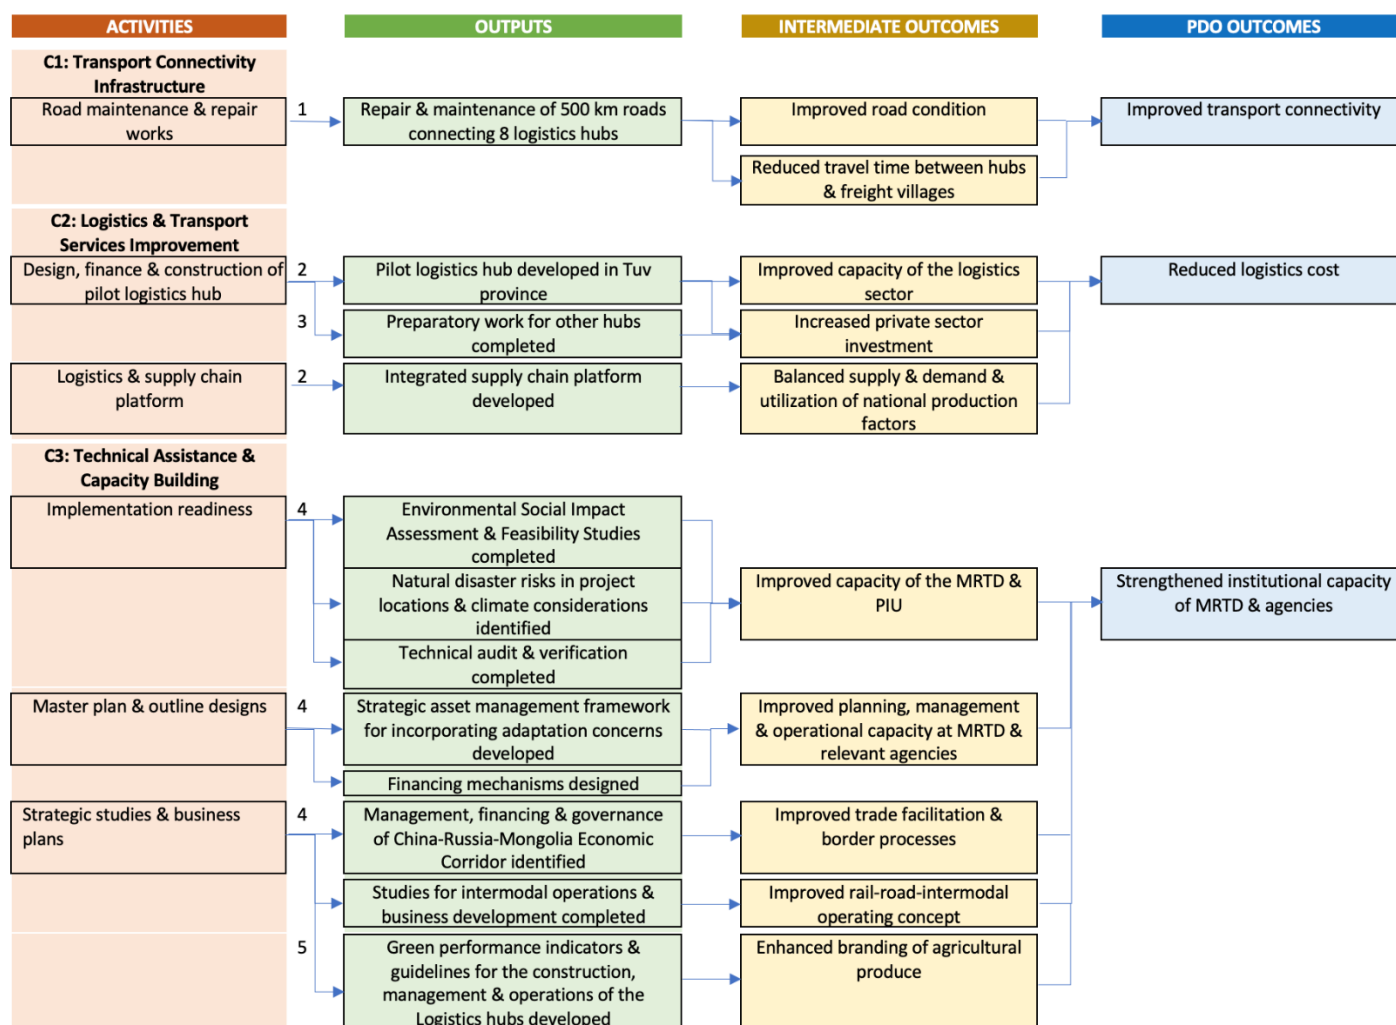 ACTIVITIES
OUTPUTS
INTERMEDIATE OUTCOMES
PDO OUTCOMES
C1: Transport Connectivity
Infrastructure
Road maintenance & repair
works
1
Repair & maintenance of 500 km roads
connecting 8 logistics hubs
Improved road condition
Improved transport connectivity
Reduced travel time between hubs
& freight villages
C2: Logistics & Transport
Services Improvement
Design, finance & construction of
pilot logistics hub
2
Pilot logistics hub developed in Tuv
province
Improved capacity of the logistics
sector
Reduced logistics cost
3
Preparatory work for other hubs
completed
Increased private sector
investment
Logistics & supply chain
platform
2
Integrated supply chain platform
developed
Balanced supply & demand &
utilization of national production
factors
C3: Technical Assistance &
Capacity Building
Implementation readiness
4
Environmental Social Impact
Assessment & Feasibility Studies
completed
Natural disaster risks in project
locations & climate considerations
identified
Technical audit & verification
completed
Improved capacity of the MRTD &
PIU
Strengthened institutional capacity
of MRTD & agencies
Master plan & outline designs
4
Strategic asset management framework
for incorporating adaptation concerns
developed
Financing mechanisms designed
Improved planning, management
& operational capacity at MRTD &
relevant agencies
Strategic studies & business
plans
4
Management, financing & governance
of China-Russia-Mongolia Economic
Corridor identified
Improved trade facilitation &
border processes
Studies for intermodal operations &
business development completed
Improved rail-road-intermodal
operating concept
5
Green performance indicators &
guidelines for the construction,
management & operations of the
Logistics hubs developed
Enhanced branding of agricultural
produce